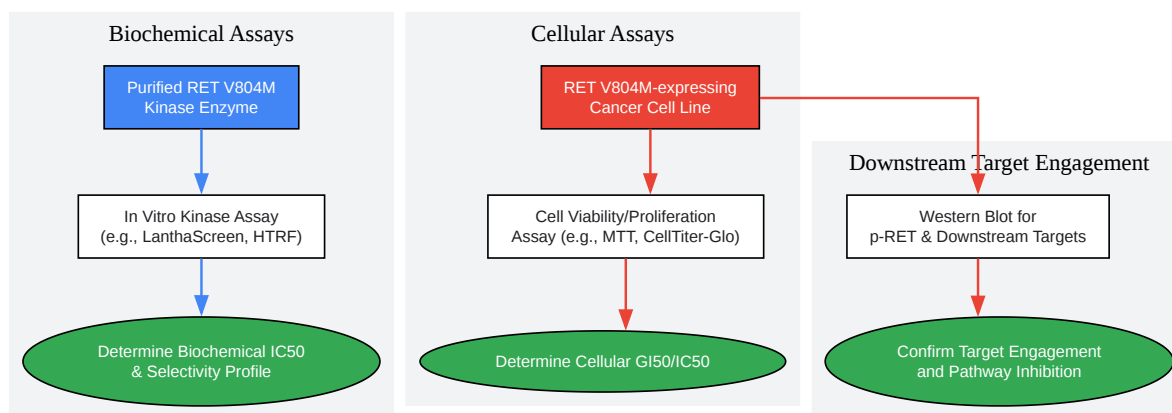 Biochemical Assays
Purified RET V804M
Kinase Enzyme
In Vitro Kinase Assay
(e.g., LanthaScreen, HTRF)
Determine Biochemical IC50
& Selectivity Profile
Cellular Assays
RET V804M-expressing
Cancer Cell Line
Cell Viability/Proliferation
Assay (e.g., MTT, CellTiter-Glo)
Determine Cellular GI50/IC50
Downstream Target Engagement
Western Blot for
p-RET & Downstream Targets
Confirm Target Engagement
and Pathway Inhibition